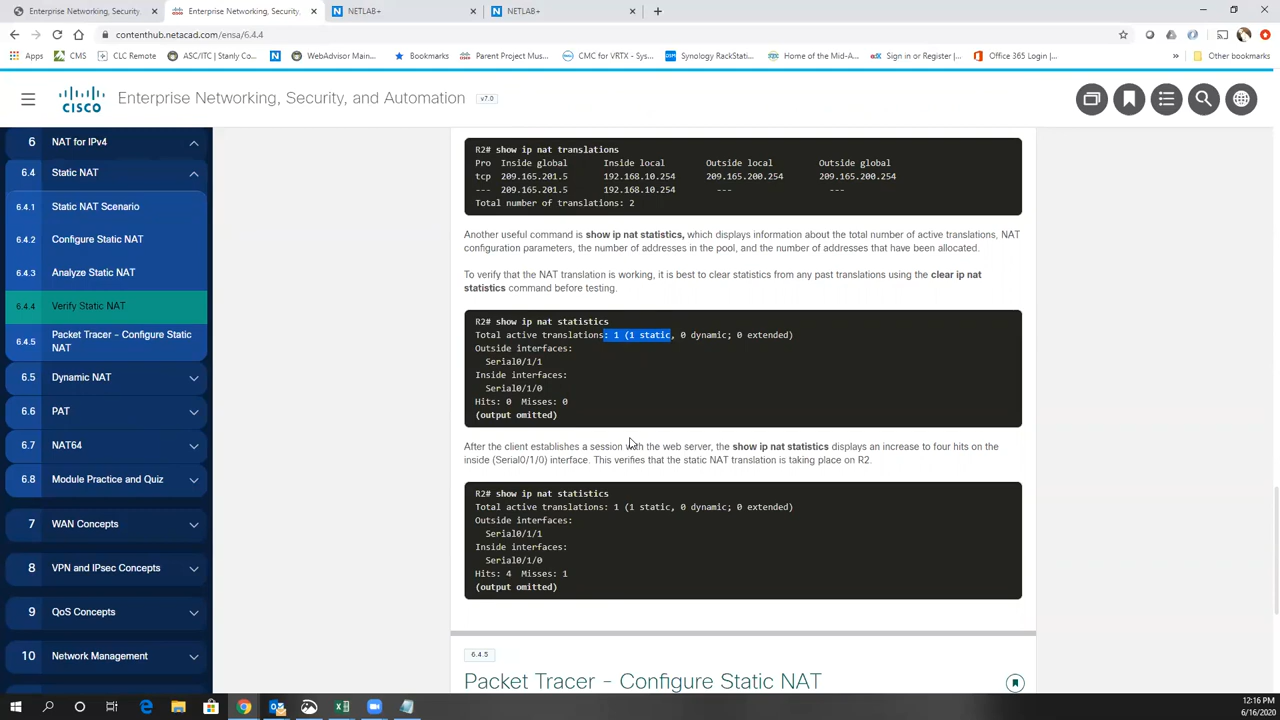 Enterprise Networking, Security,
Enterprise Networking, Security,
NETLAB+
NETLAB+
contenthub.netacad.com/ensa/6.4.4
Apps
CMS
CLC Remote
ASC/ITC | Stanly Co...
WebAdvisor Main...
Bookmarks
Parent Project Mus...
CMC for VRTX - Sys...
Synology RackStati...
Home of the Mid-A...
Sign in or Register |...
Office 365 Login |...
»
Other bookmarks
CISCO
Enterprise Networking, Security, and Automation
v7.0
6 NAT for IPv4
6.4 Static NAT
6.4.1 Static NAT Scenario
6.4.2 Configure Static NAT
6.4.3 Analyze Static NAT
6.4.4 Verify Static NAT
6.4.5 Packet Tracer - Configure Static
NAT
6.5 Dynamic NAT
6.6 PAT
6.7 NAT64
6.8 Module Practice and Quiz
7 WAN Concepts
8 VPN and IPsec Concepts
9 QoS Concepts
10 Network Management
R2# show ip nat translations
Pro Inside global Inside local Outside local Outside global
tcp 209.165.201.5 192.168.10.254 209.165.200.254 209.165.200.254
--- 209.165.201.5 192.168.10.254 --- ---
Total number of translations: 2
Another useful command is show ip nat statistics, which displays information about the total number of active translations, NAT
configuration parameters, the number of addresses in the pool, and the number of addresses that have been allocated.
To verify that the NAT translation is working, it is best to clear statistics from any past translations using the clear ip nat
statistics command before testing.
R2# show ip nat statistics
Total active translations: 1 (1 static, 0 dynamic; 0 extended)
Outside interfaces:
Serial0/1/1
Inside interfaces:
Serial0/1/0
Hits: 0 Misses: 0
(output omitted)
After the client establishes a session with the web server, the show ip nat statistics displays an increase to four hits on the
inside (Serial0/1/0) interface. This verifies that the static NAT translation is taking place on R2.
R2# show ip nat statistics
Total active translations: 1 (1 static, 0 dynamic; 0 extended)
Outside interfaces:
Serial0/1/1
Inside interfaces:
Serial0/1/0
Hits: 4 Misses: 1
(output omitted)
6.4.5
Packet Tracer - Configure Static NAT
12:16 PM
6/16/2020